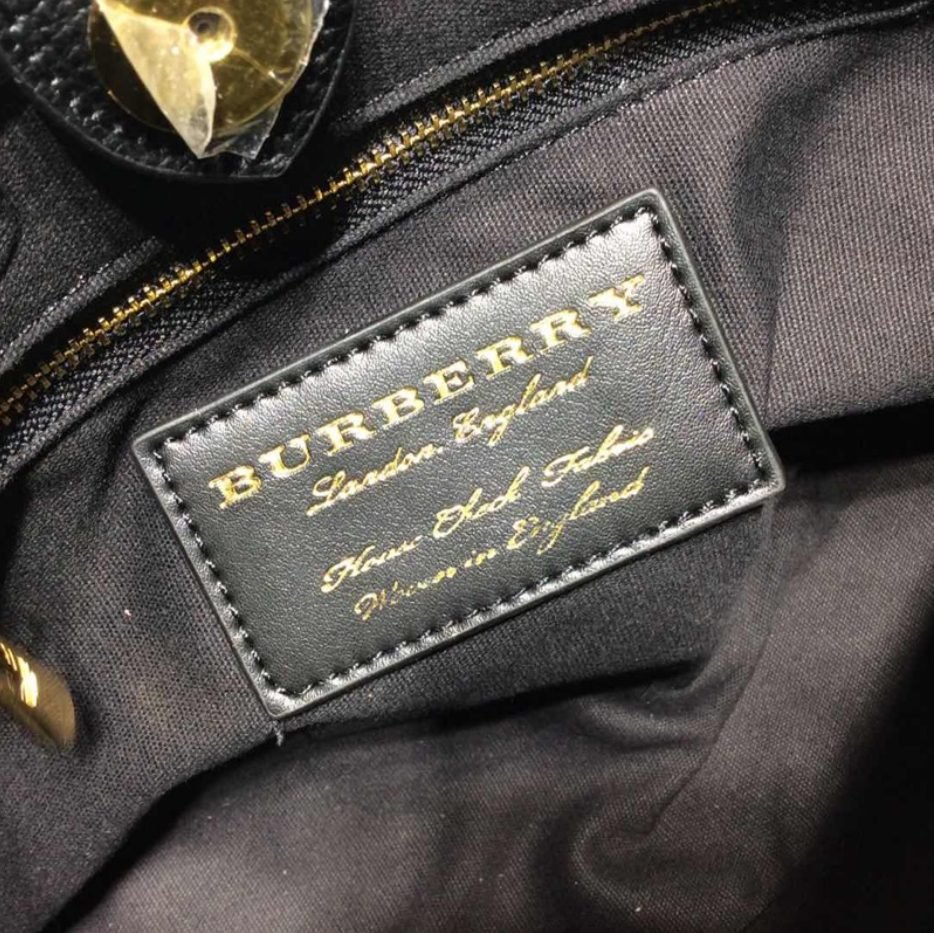 BURBERRY
London, England
House Check Fabric
Woven in England